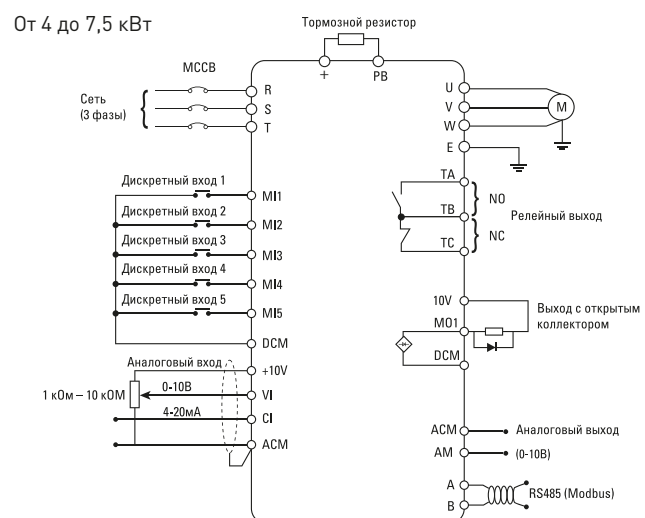 От 4 до 7,5 кВт
Тормозной резистор
+
PB
МССВ
Сеть
(3 фазы)
R
S
T
U
V
W
E
M
Дискретный вход 1
MI1
Дискретный вход 2
MI2
Дискретный вход 3
MI3
Дискретный вход 4
MI4
Дискретный вход 5
MI5
DCM
TA
TB
TC
NO
NC
Релейный выход
10V
MO1
DCM
Выход с открытым
коллектором
Аналоговый вход
+10V
1 кОм – 10 кОМ
0-10В
VI
4-20мА
CI
ACM
ACM
Аналоговый выход
AM
(0-10В)
A
B
RS485 (Modbus)